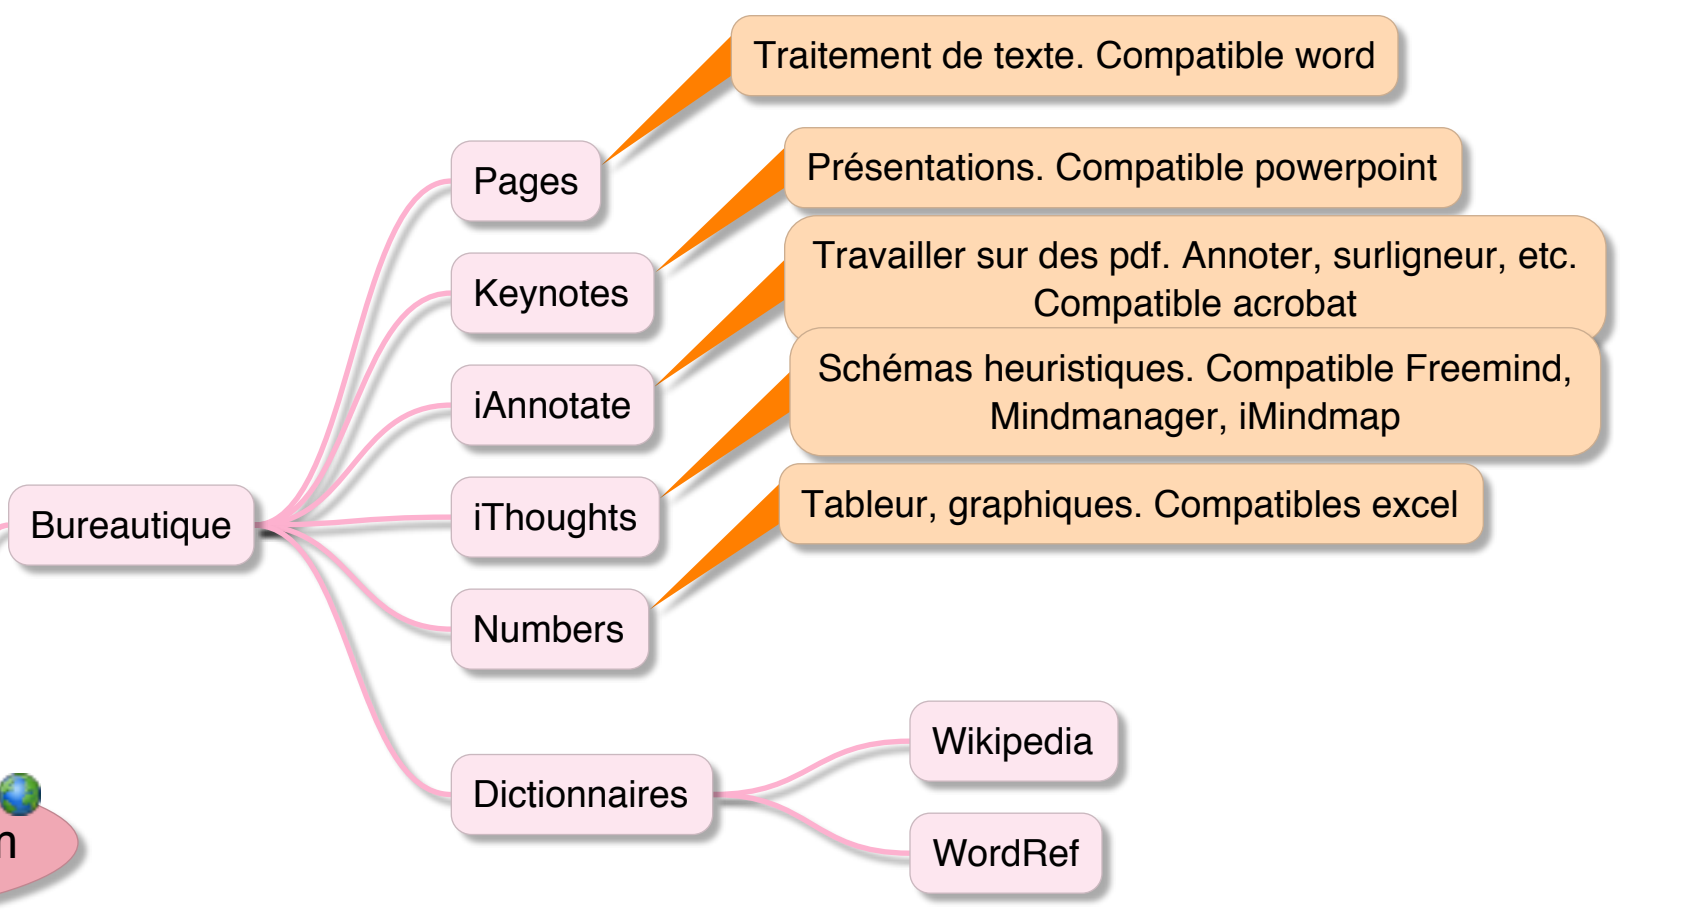 Traitement de texte. Compatible word
Pages
Présentations. Compatible powerpoint
Keynotes
Travailler sur des pdf. Annoter, surligneur, etc.
Compatible acrobat
iAnnotate
Schémas heuristiques. Compatible Freemind,
Mindmanager, iMindmap
iThoughts
Tableur, graphiques. Compatibles excel
Numbers
Bureautique
Dictionnaires
Wikipedia
WordRef